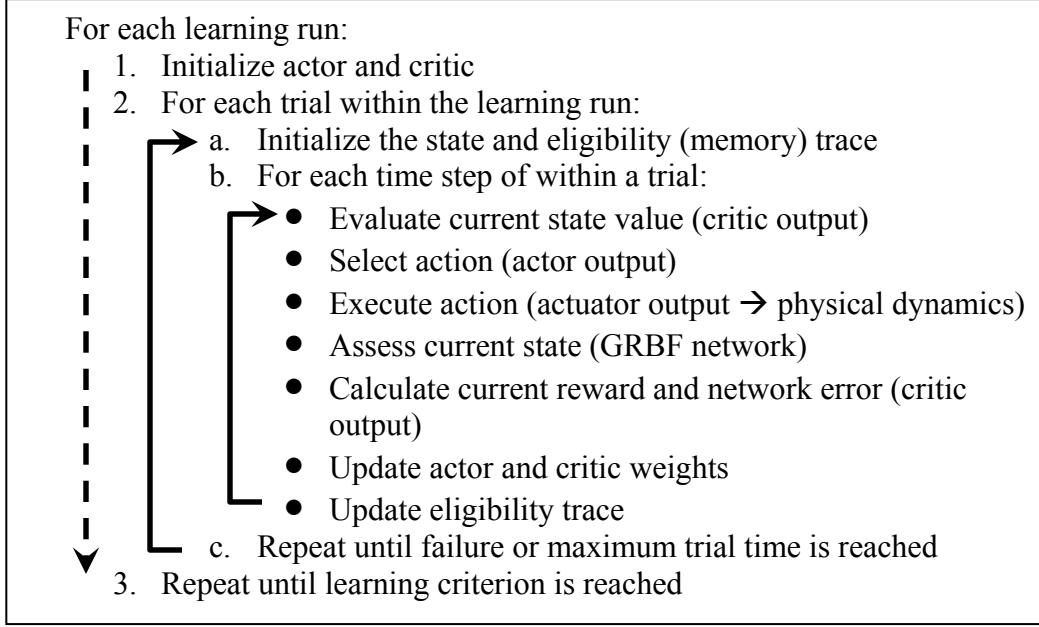 For each learning run:
1. Initialize actor and critic
2. For each trial within the learning run:
a. Initialize the state and eligibility (memory) trace
b. For each time step of within a trial:
● Evaluate current state value (critic output)
● Select action (actor output)
● Execute action (actuator output → physical dynamics)
● Assess current state (GRBF network)
● Calculate current reward and network error (critic
output)
● Update actor and critic weights
● Update eligibility trace
c. Repeat until failure or maximum trial time is reached
3. Repeat until learning criterion is reached